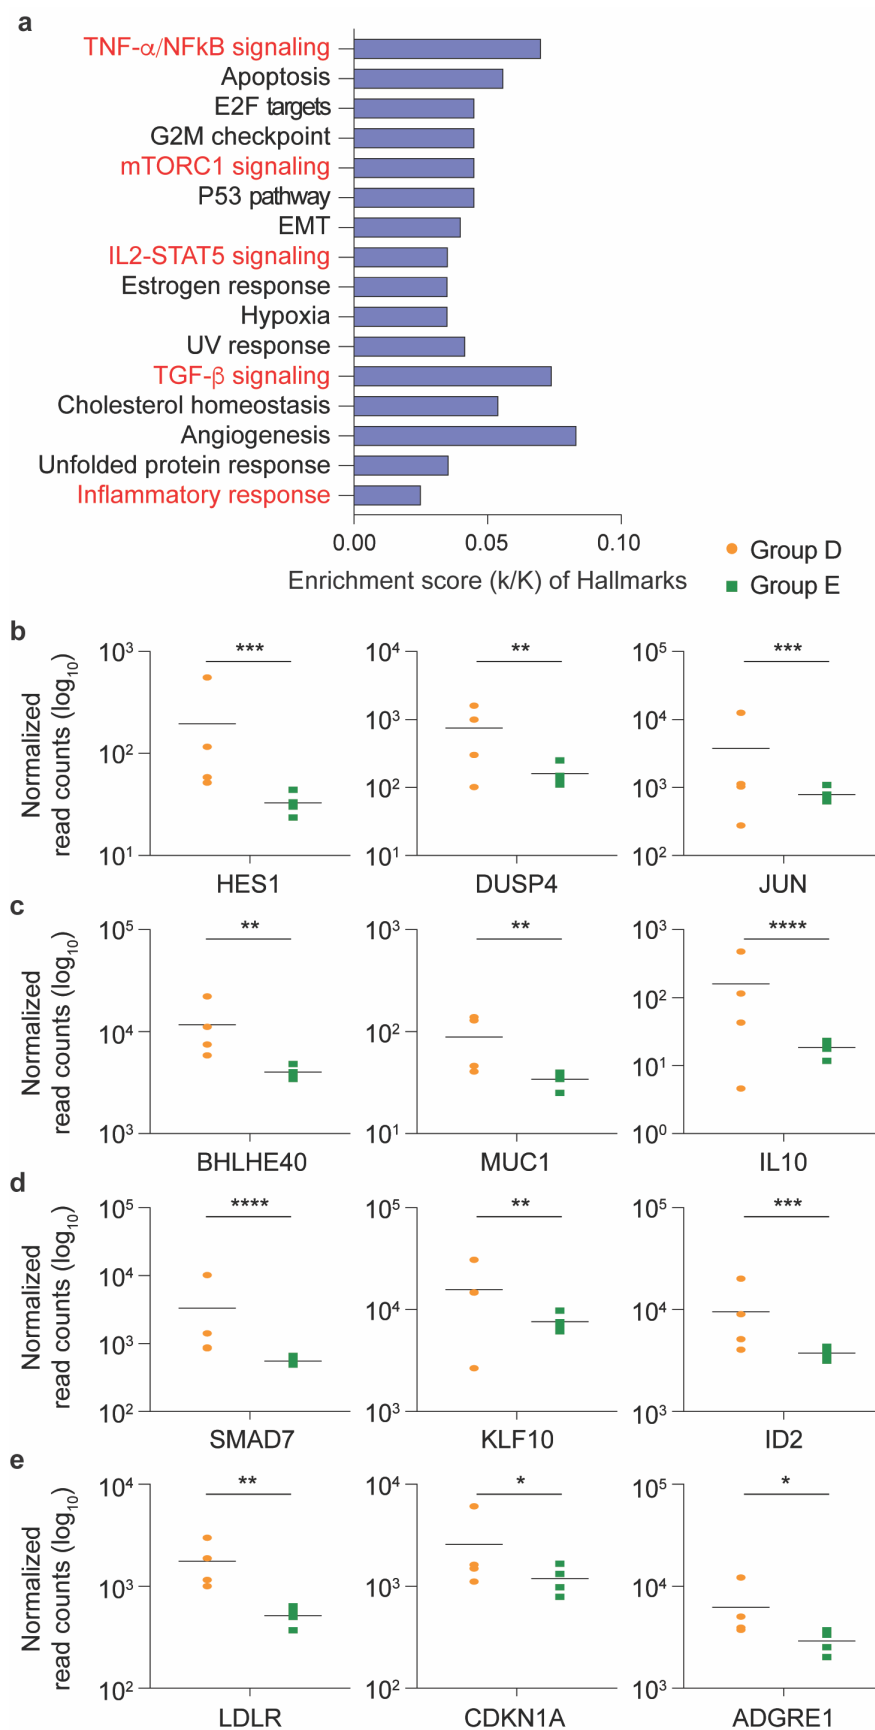 a
TNF-α/NFkB signaling
Apoptosis
E2F targets
G2M checkpoint
mTORC1 signaling
P53 pathway
EMT
IL2-STAT5 signaling
Estrogen response
Hypoxia
UV response
TGF-β signaling
Cholesterol homeostasis
Angiogenesis
Unfolded protein response
Inflammatory response
0.00 0.05 0.10
Enrichment score (k/K) of Hallmarks
Group D
Group E
b
Normalized
read counts (log₁₀)
10³
10²
10¹
***
HES1
10⁴
10³
10²
10¹
**
DUSP4
10⁵
10⁴
10³
10²
***
JUN
c
Normalized
read counts (log₁₀)
10⁵
10⁴
10³
**
BHLHE40
10³
10²
10¹
**
MUC1
10³
10²
10¹
10⁰
****
IL10
d
Normalized
read counts (log₁₀)
10⁵
10⁴
10³
10²
****
SMAD7
10⁵
10⁴
10³
**
KLF10
10⁵
10⁴
10³
***
ID2
e
Normalized
read counts (log₁₀)
10⁴
10³
10²
**
LDLR
10⁴
10³
10²
*
CDKN1A
10⁵
10⁴
10³
*
ADGRE1